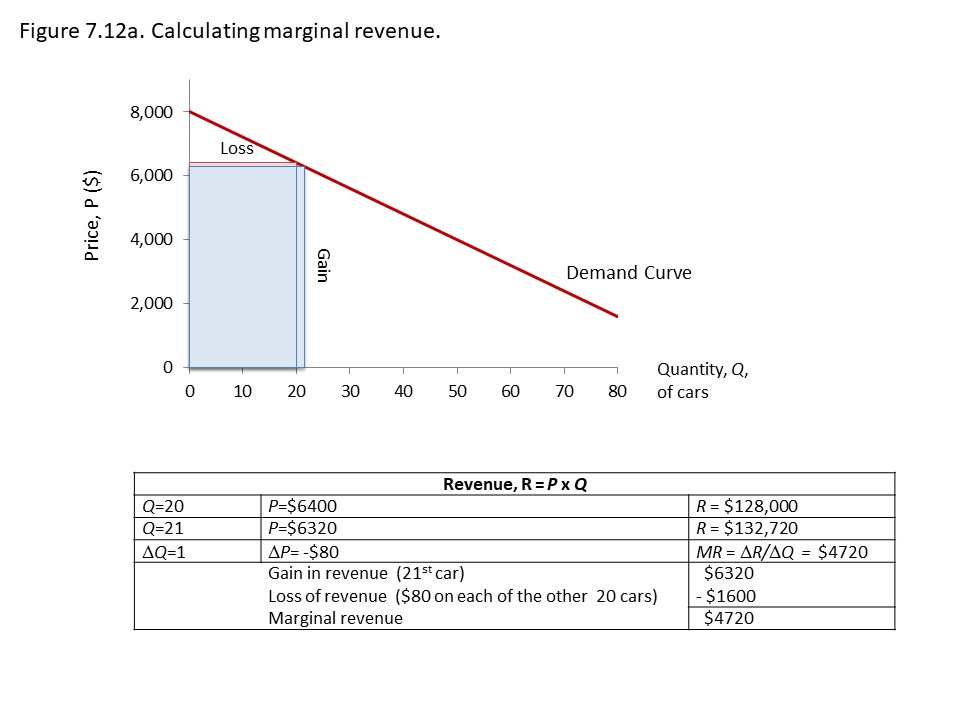 Figure 7.12a. Calculating marginal revenue.
8,000
Loss
6,000
Price, P ($)
4,000
Gain
Demand Curve
2,000
0
Quantity, Q,
of cars
0 10 20 30 40 50 60 70 80
Revenue, R = P x Q
Q=20 P=$6400 R = $128,000
Q=21 P=$6320 R = $132,720
ΔQ=1 ΔP= -$80 MR = ΔR/ΔQ = $4720
Gain in revenue (21st car) $6320
Loss of revenue ($80 on each of the other 20 cars) - $1600
Marginal revenue $4720